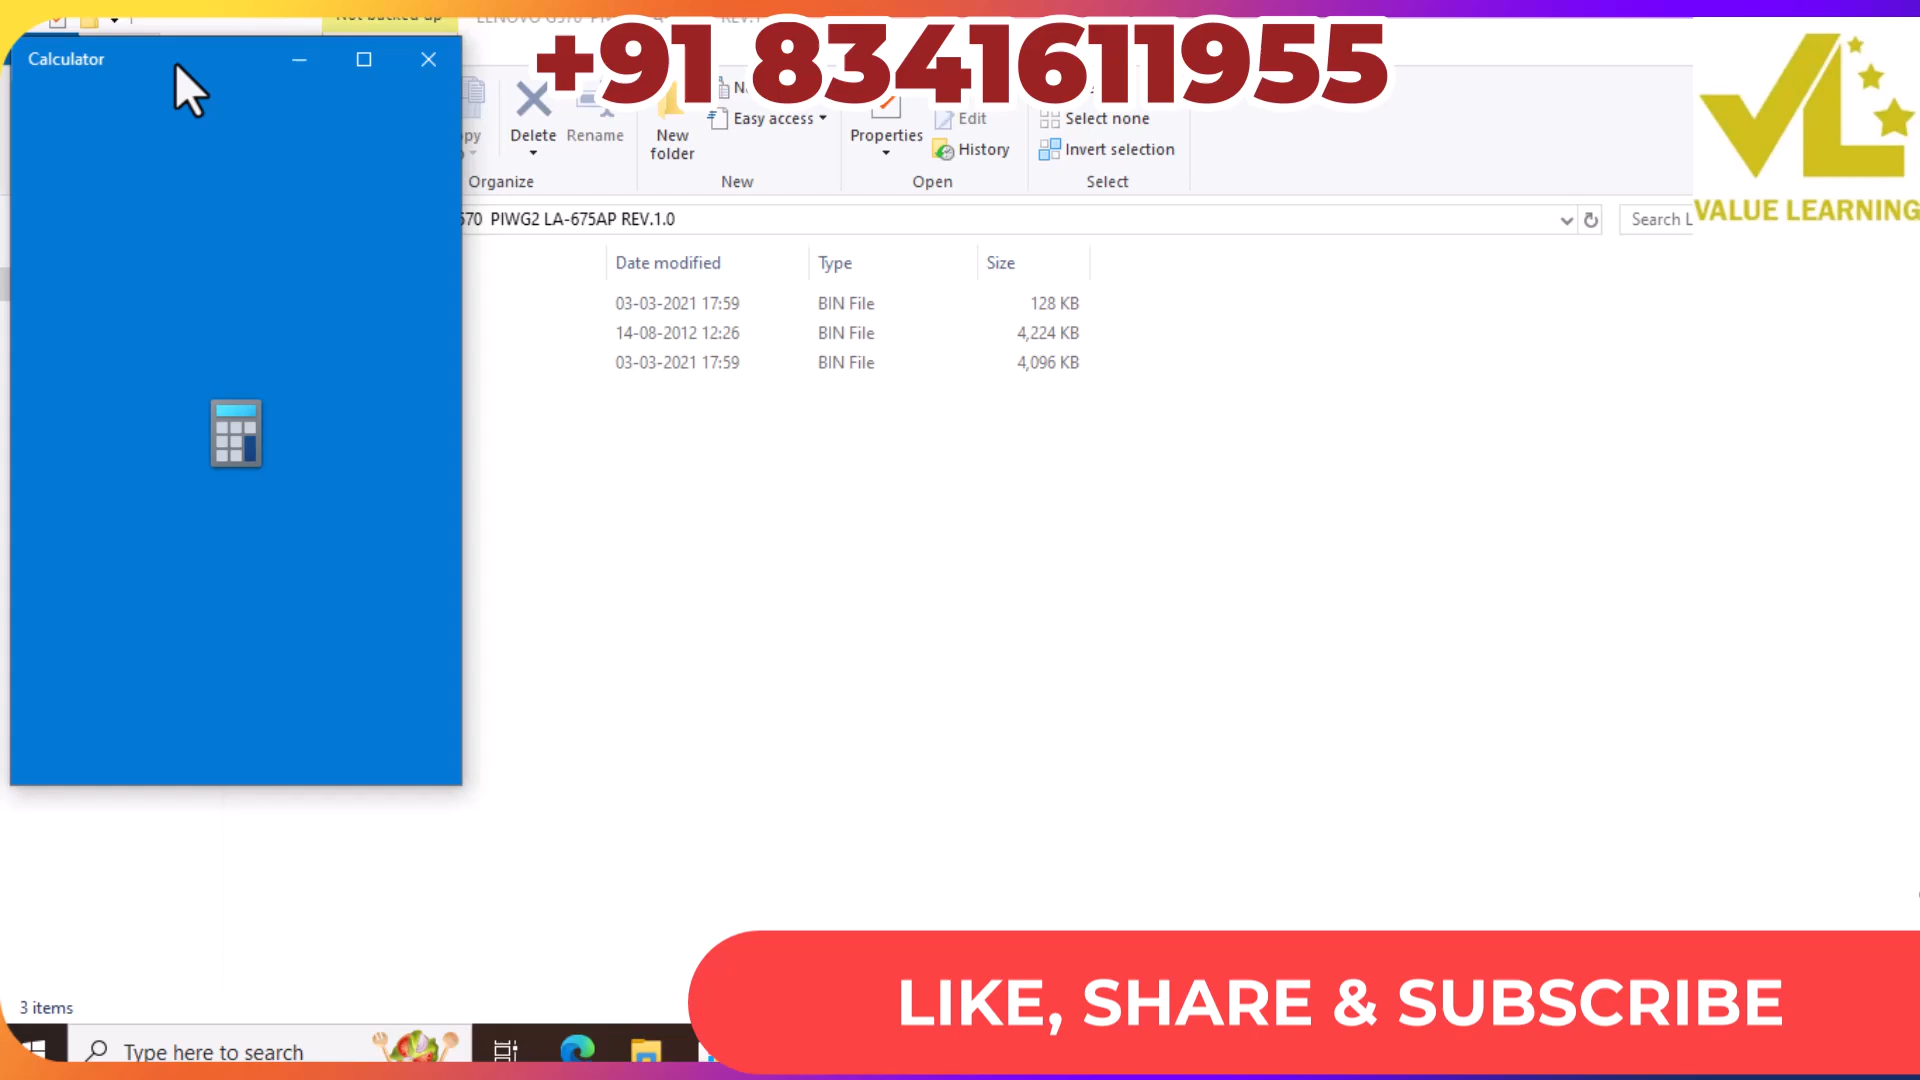 +91 8341611955
Calculator
Delete
Rename
New
folder
Easy access
Properties
Edit
History
Select none
Invert selection
Organize
New
Open
Select
VALUE LEARNING
570 PIWG2 LA-675AP REV.1.0
Search L
Date modified
Type
Size
03-03-2021 17:59
BIN File
128 KB
14-08-2012 12:26
BIN File
4,224 KB
03-03-2021 17:59
BIN File
4,096 KB
LIKE, SHARE & SUBSCRIBE
3 items
Type here to search